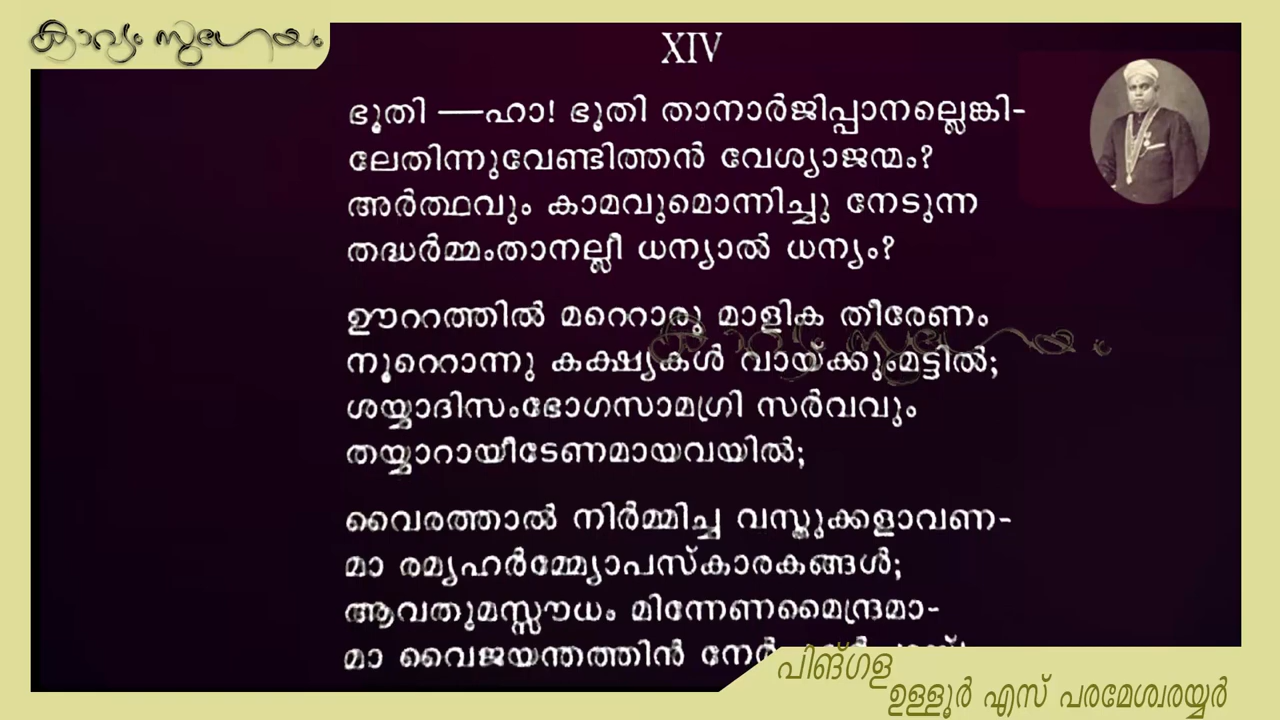 കാവ്യം സുഗേയം
XIV
ഭൂതി —ഹാ! ഭൂതി താനാർജിപ്പാനല്ലെങ്കി-
ലേതിന്നുവേണ്ടിത്തൻ വേശ്യാജന്മം?
അർത്ഥവും കാമവുമൊന്നിച്ചു നേടുന്ന
തദ്ധർമ്മംതാനല്ലീ ധന്യാൽ ധന്യം?
ഊററത്തിൽ മറെറാരു മാളിക തീരേണം
നൂറെറാന്നു കക്ഷ്യകൾ വായ്ക്കുംമട്ടിൽ;
ശയ്യാദിസംഭോഗസാമഗ്രി സർവവും
തയ്യാറായീടേണമായവയിൽ;
വൈരത്താൽ നിർമ്മിച്ച വസ്തുക്കളാവണ-
മാ രമൃഹർമ്മ്യോപസ്കാരകങ്ങൾ;
ആവതുമസ്സൗധം മിന്നേണമൈന്ദ്രമാ-
മാ വൈജയന്തത്തിൻ
കാവ്യം സുഗേയം
പിങ്ഗള
ഉള്ളൂർ എസ് പരമേശ്വരയ്യർ